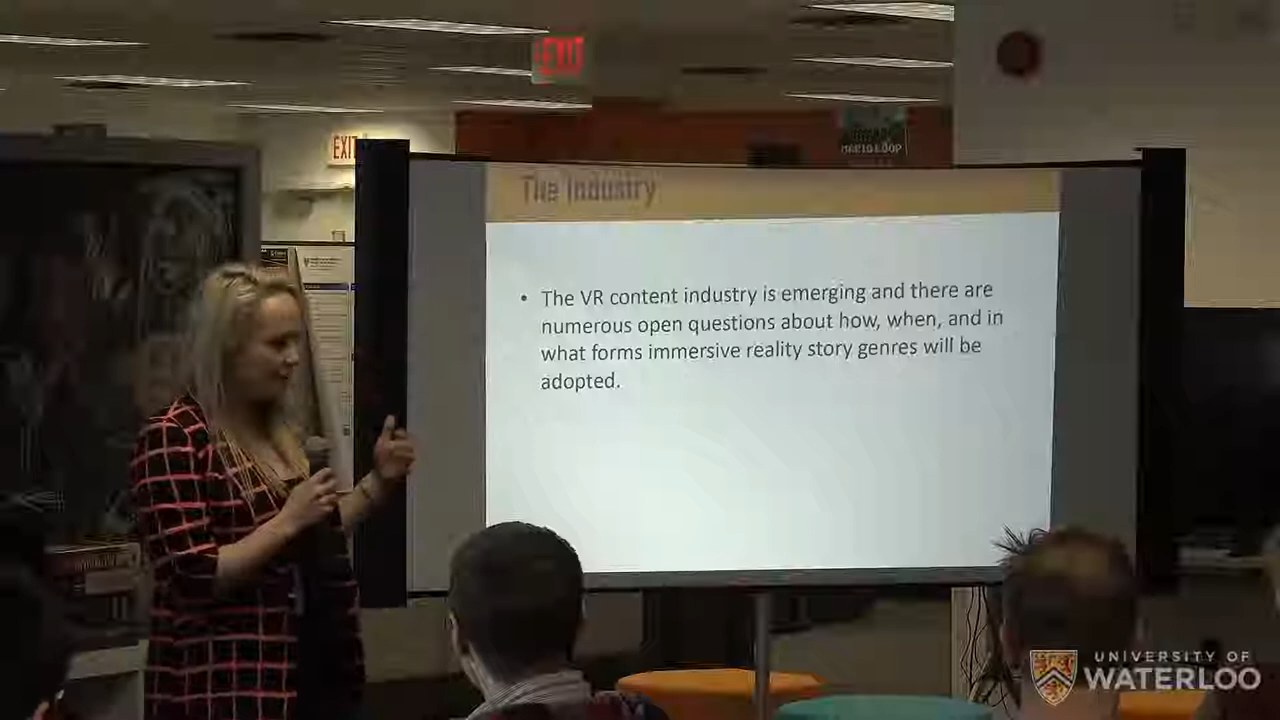 EXIT
EXIT
The Industry
• The VR content industry is emerging and there are
numerous open questions about how, when, and in
what forms immersive reality story genres will be
adopted.
UNIVERSITY OF
WATERLOO